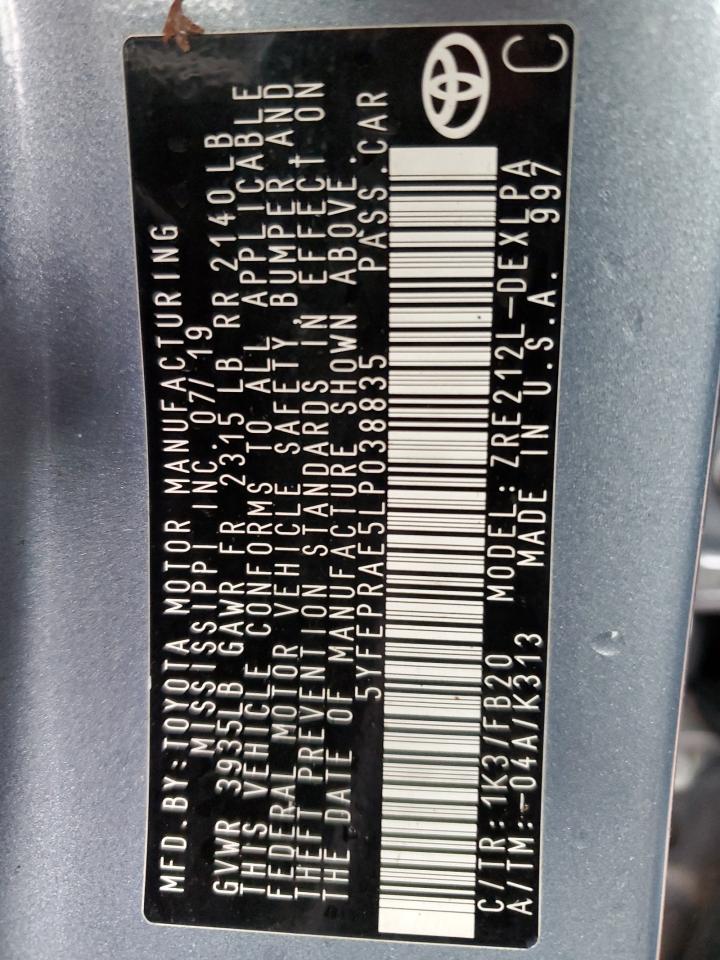 MFD.BY:TOYOTA MOTOR MANUFACTURING
MISSISSIPPI INC. 07/19
GVWR 3935LB GAWR FR 2315 LB RR 2140LB
THIS VEHICLE CONFORMS TO ALL APPLICABLE
FEDERAL MOTOR VEHICLE SAFETY BUMPER AND
THEFT PREVENTION STANDARDS IN EFFECT ON
THE DATE OF MANUFACTURE SHOWN ABOVE.
5YFEPRAE5LP038835 PASS.CAR
C/TR:1K3/FB20 MODEL:ZRE212L-DEXLPA
A/TM:-04A/K313 MADE IN U.S.A. 997
C